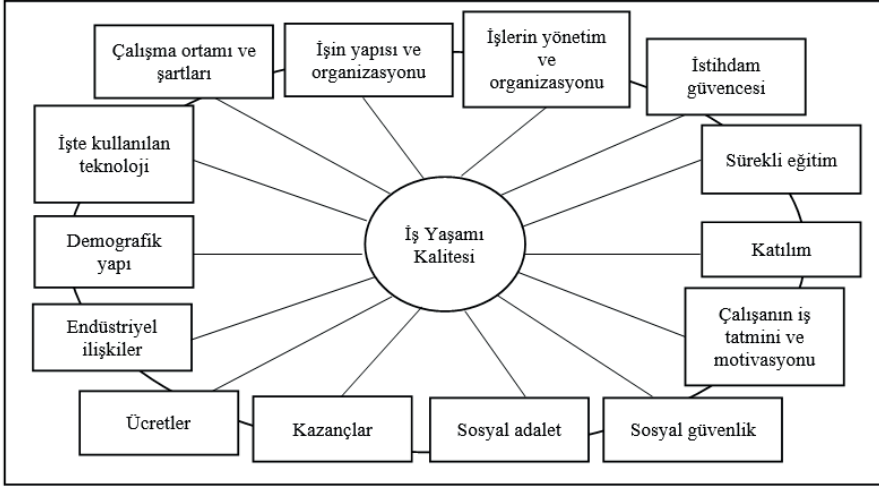 Çalışma ortamı ve
şartları
İşin yapısı ve
organizasyonu
İşlerin yönetim
ve
organizasyonu
İstihdam
güvencesi
İşte kullanılan
teknoloji
Sürekli eğitim
İş Yaşamı
Kalitesi
Demografik
yapı
Katılım
Endüstriyel
ilişkiler
Çalışanın iş
tatmini ve
motivasyonu
Ücretler
Kazançlar
Sosyal adalet
Sosyal güvenlik